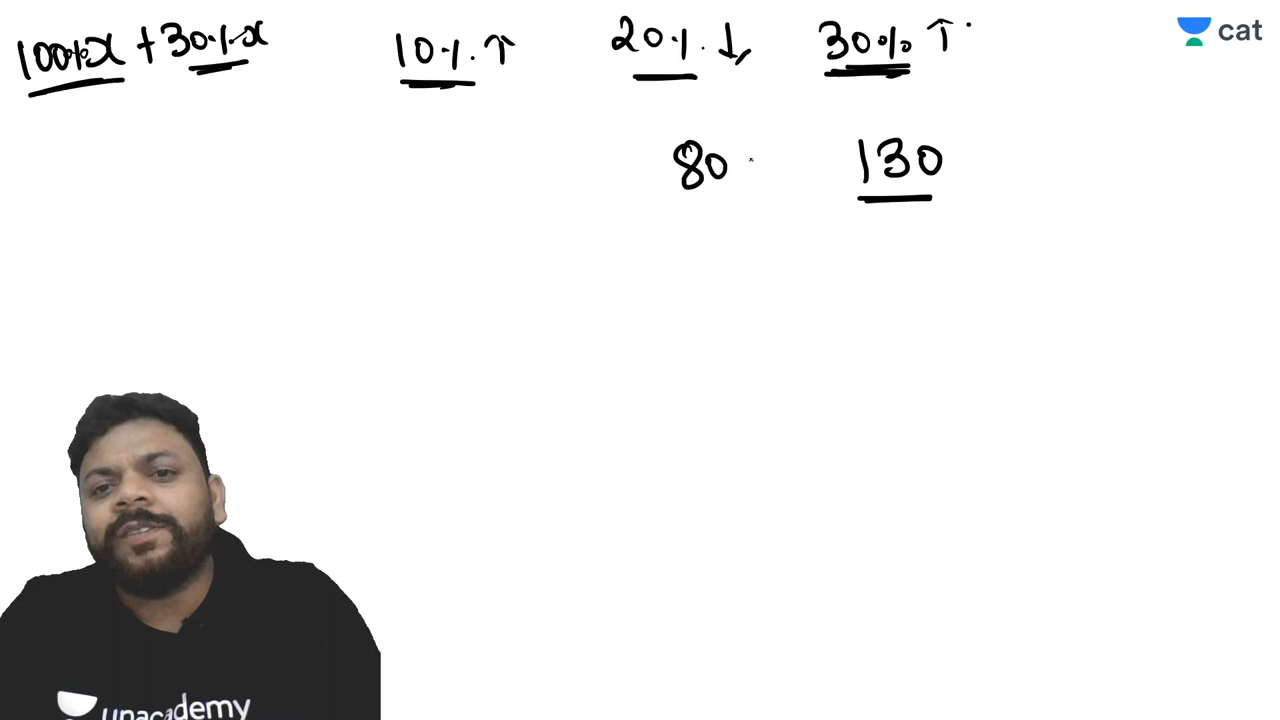 100%x + 30%x 10% ↑ 20% ↓ 30% ↑
80 130
cat
unacademy